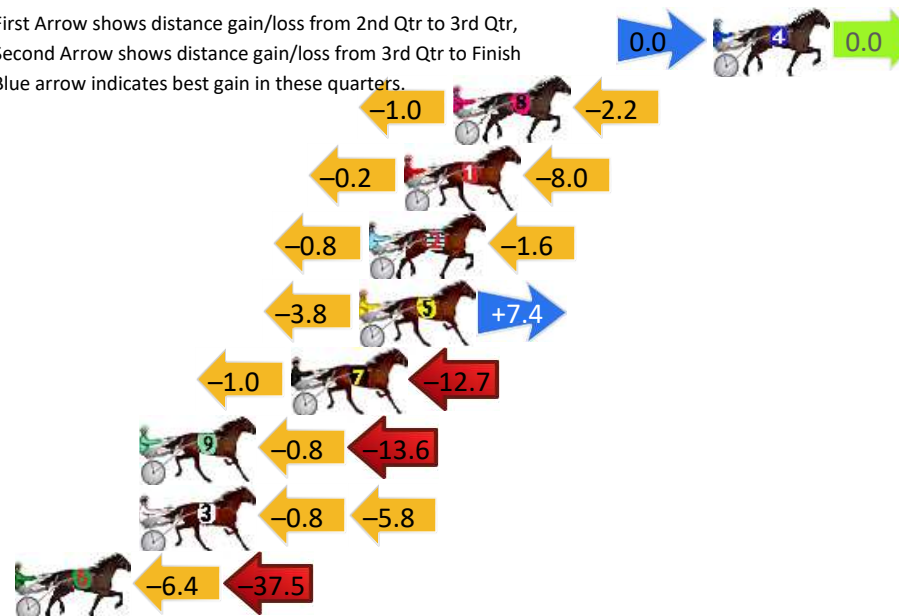 First Arrow shows distance gain/loss from 2nd Qtr to 3rd Qtr,
Second Arrow shows distance gain/loss from 3rd Qtr to Finish
Blue arrow indicates best gain in these quarters.
0.0 4 0.0
–1.0 8 –2.2
–0.2 1 –8.0
–0.8 2 –1.6
–3.8 5 +7.4
–1.0 7 –12.7
9 –0.8 –13.6
3 –0.8 –5.8
6 –6.4 –37.5